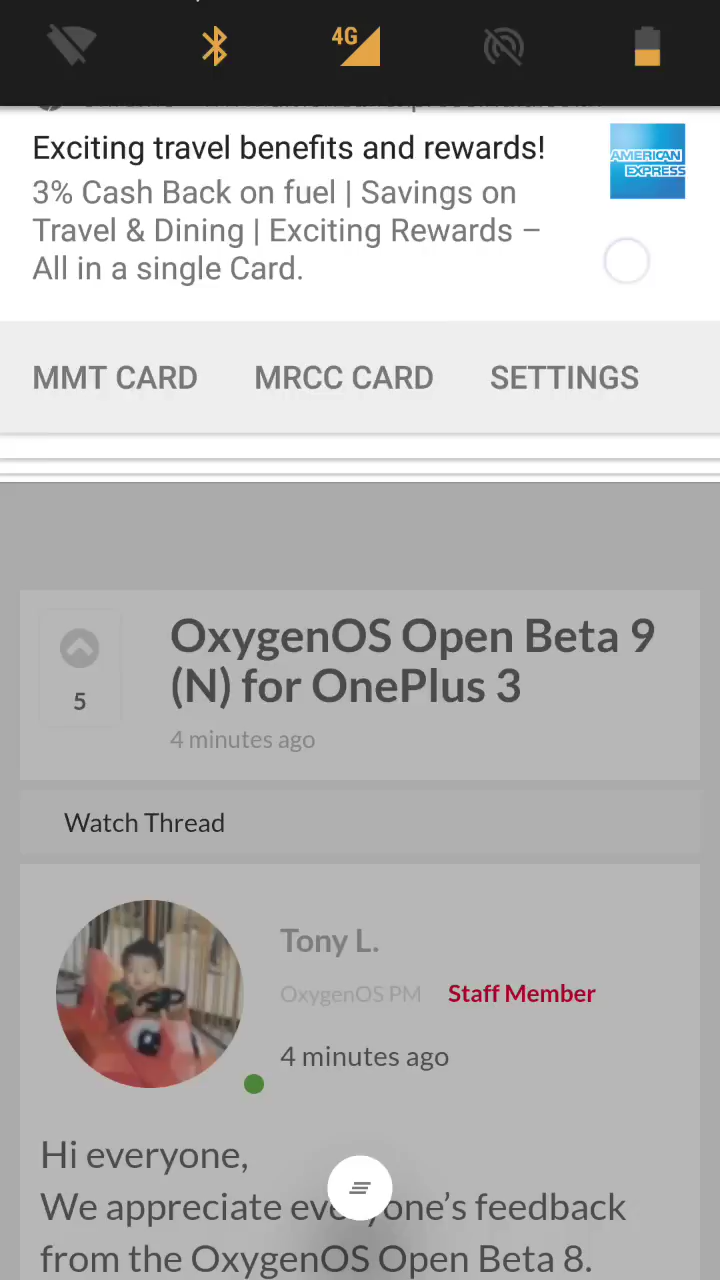 4G
Exciting travel benefits and rewards!
AMERICAN
EXPRESS
3% Cash Back on fuel | Savings on
Travel & Dining | Exciting Rewards –
All in a single Card.
MMT CARD MRCC CARD SETTINGS
OxygenOS Open Beta 9
(N) for OnePlus 3
5
4 minutes ago
Watch Thread
Tony L.
OxygenOS PM Staff Member
4 minutes ago
Hi everyone,
We appreciate everyone’s feedback
from the OxygenOS Open Beta 8.